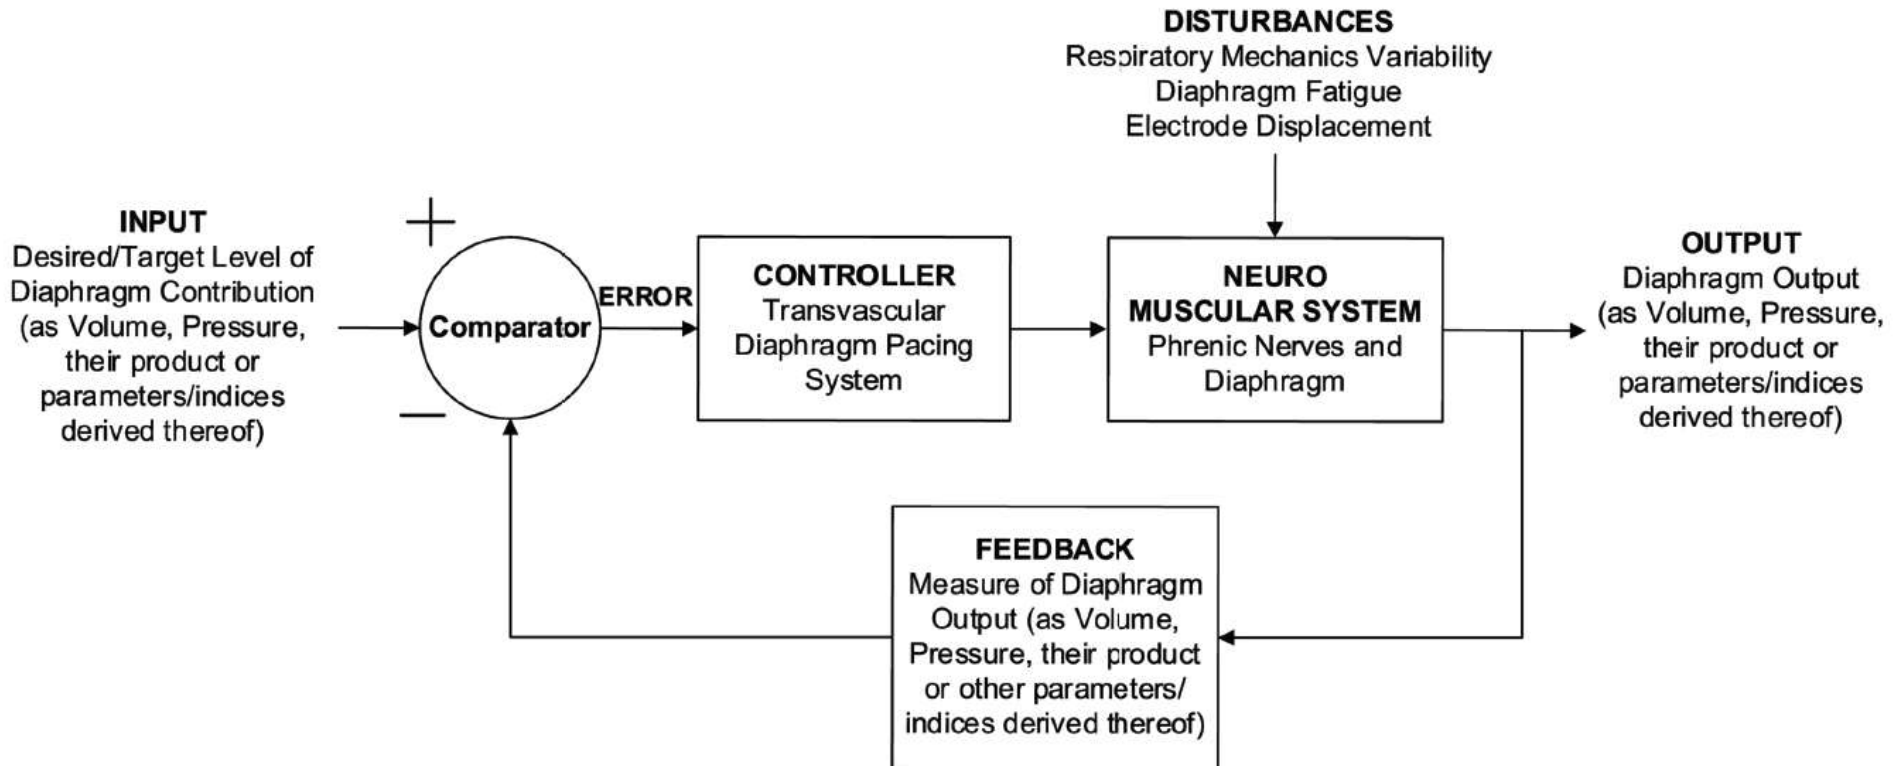 DISTURBANCES
Respiratory Mechanics Variability
Diaphragm Fatigue
Electrode Displacement
INPUT
Desired/Target Level of
Diaphragm Contribution
(as Volume, Pressure,
their product or
parameters/indices
derived thereof)
+
−
Comparator
ERROR
CONTROLLER
Transvascular
Diaphragm Pacing
System
NEURO
MUSCULAR SYSTEM
Phrenic Nerves and
Diaphragm
OUTPUT
Diaphragm Output
(as Volume, Pressure,
their product or
parameters/indices
derived thereof)
FEEDBACK
Measure of Diaphragm
Output (as Volume,
Pressure, their product
or other parameters/
indices derived thereof)